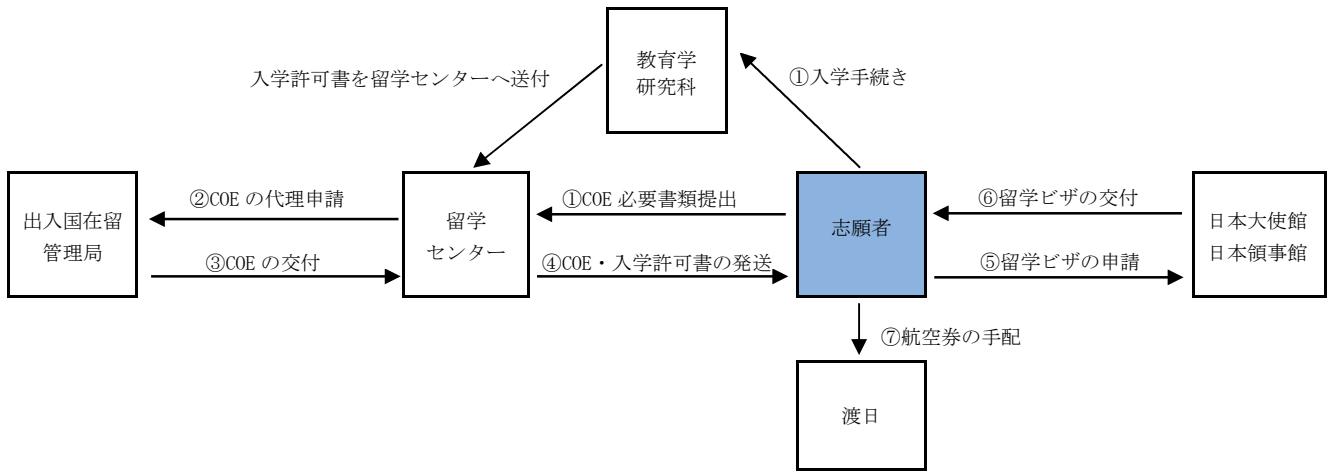 教育学
研究科
入学許可書を留学センターへ送付
①入学手続き
出入国在留
管理局
②COE の代理申請
③COE の交付
留学
センター
①COE 必要書類提出
④COE・入学許可書の発送
志願者
⑥留学ビザの交付
⑤留学ビザの申請
日本大使館
日本領事館
⑦航空券の手配
渡日